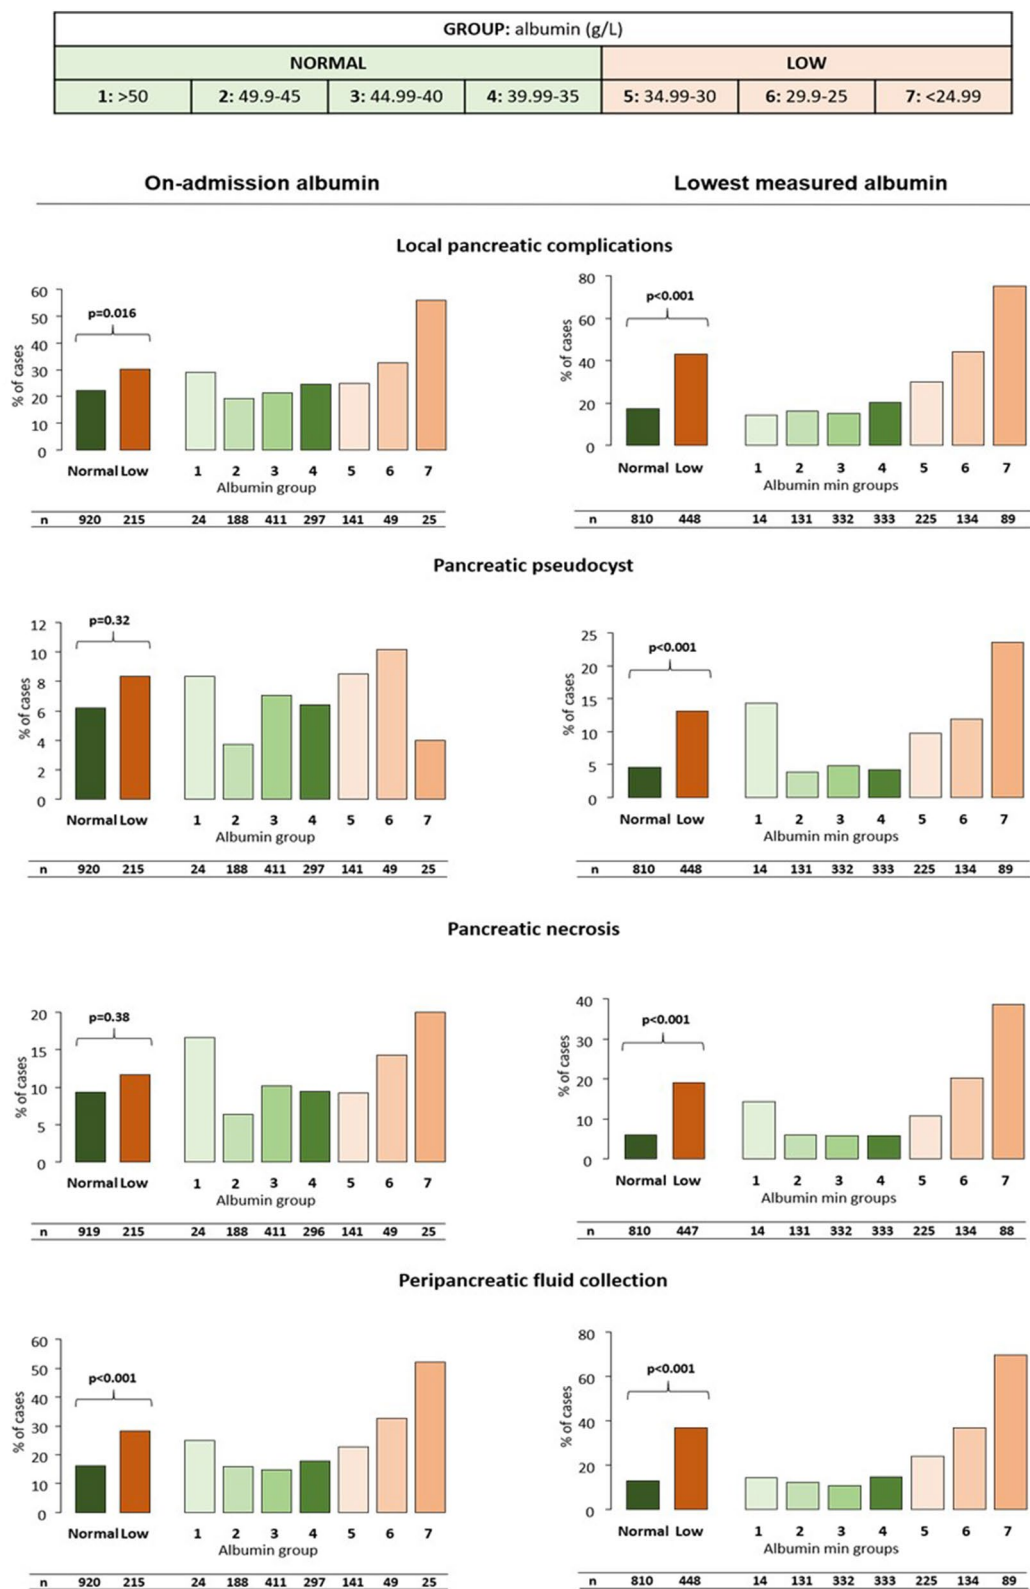 GROUP: albumin (g/L)
NORMAL LOW
1: >50 2: 49.9-45 3: 44.99-40 4: 39.99-35 5: 34.99-30 6: 29.9-25 7: <24.99
On-admission albumin Lowest measured albumin
Local pancreatic complications
% of cases
60
50
40
30
20
10
0
p=0.016
Normal Low 1 2 3 4 5 6 7
Albumin group
n 920 215 24 188 411 297 141 49 25
% of cases
80
60
40
20
0
p<0.001
Normal Low 1 2 3 4 5 6 7
Albumin min groups
n 810 448 14 131 332 333 225 134 89
Pancreatic pseudocyst
% of cases
12
10
8
6
4
2
0
p=0.32
Normal Low 1 2 3 4 5 6 7
Albumin group
n 920 215 24 188 411 297 141 49 25
% of cases
25
20
15
10
5
0
p<0.001
Normal Low 1 2 3 4 5 6 7
Albumin min groups
n 810 448 14 131 332 333 225 134 89
Pancreatic necrosis
% of cases
20
15
10
5
0
p=0.38
Normal Low 1 2 3 4 5 6 7
Albumin group
n 919 215 24 188 411 296 141 49 25
% of cases
40
30
20
10
0
p<0.001
Normal Low 1 2 3 4 5 6 7
Albumin min groups
n 810 447 14 131 332 333 225 134 88
Peripancreatic fluid collection
% of cases
60
50
40
30
20
10
0
p<0.001
Normal Low 1 2 3 4 5 6 7
Albumin group
n 920 215 24 188 411 297 141 49 25
% of cases
80
60
40
20
0
p<0.001
Normal Low 1 2 3 4 5 6 7
Albumin min groups
n 810 448 14 131 332 333 225 134 89